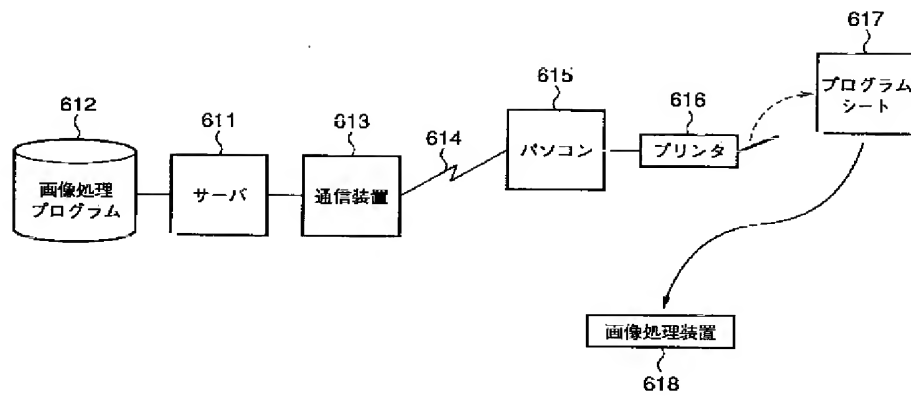 617
プログラム
シート
615
パソコン
616
プリンタ
612
画像処理
プログラム
611
サーバ
613
通信装置
614
画像処理装置
618